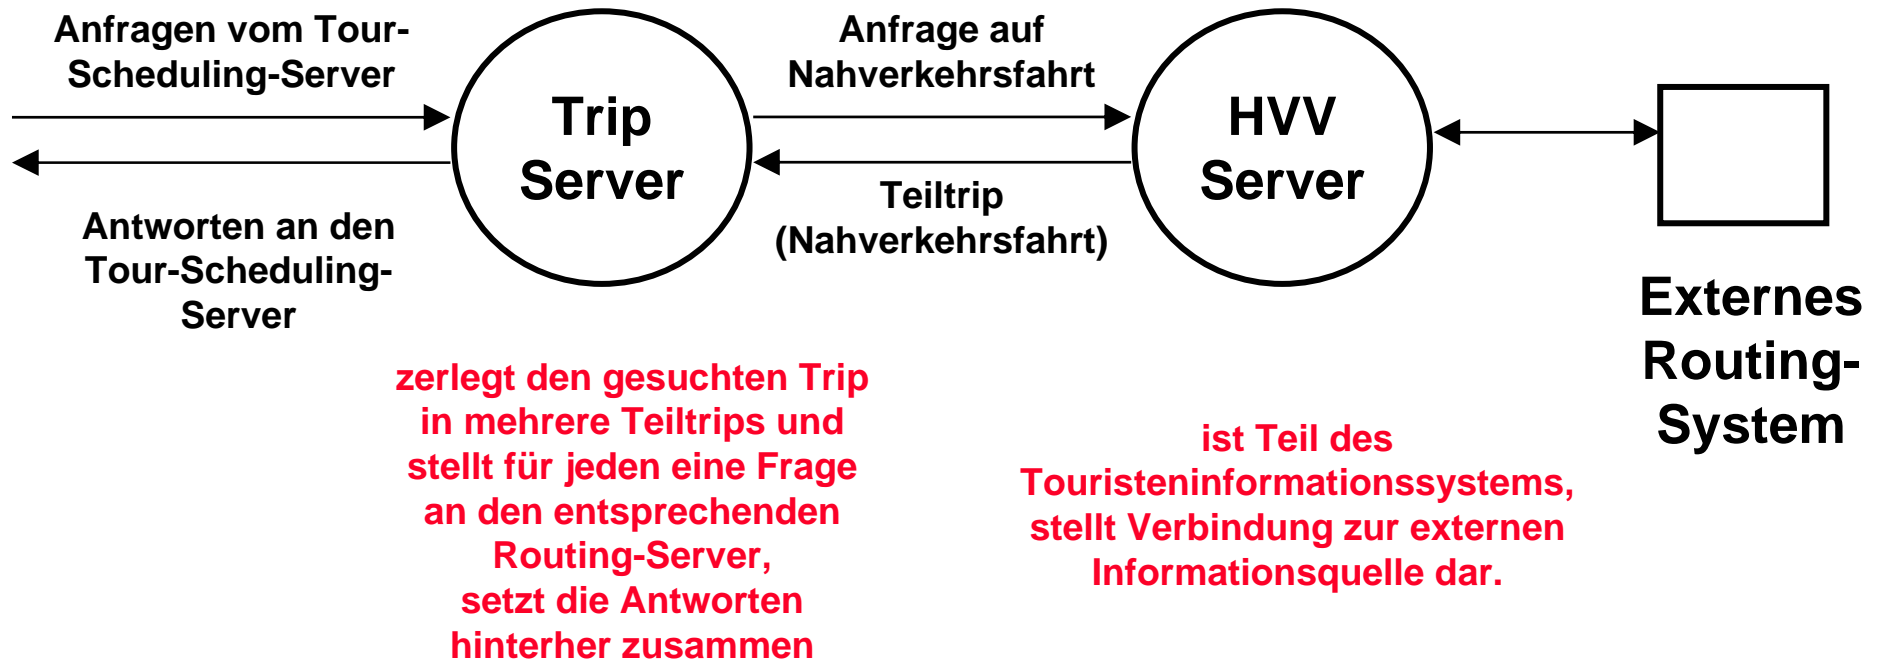 Anfragen vom Tour-
Scheduling-Server
Antworten an den
Tour-Scheduling-
Server
Trip
Server
Anfrage auf
Nahverkehrsfahrt
Teiltrip
(Nahverkehrsfahrt)
HVV
Server
Externes
Routing-
System
zerlegt den gesuchten Trip
in mehrere Teiltrips und
stellt für jeden eine Frage
an den entsprechenden
Routing-Server,
setzt die Antworten
hinterher zusammen
ist Teil des
Touristeninformationssystems,
stellt Verbindung zur externen
Informationsquelle dar.